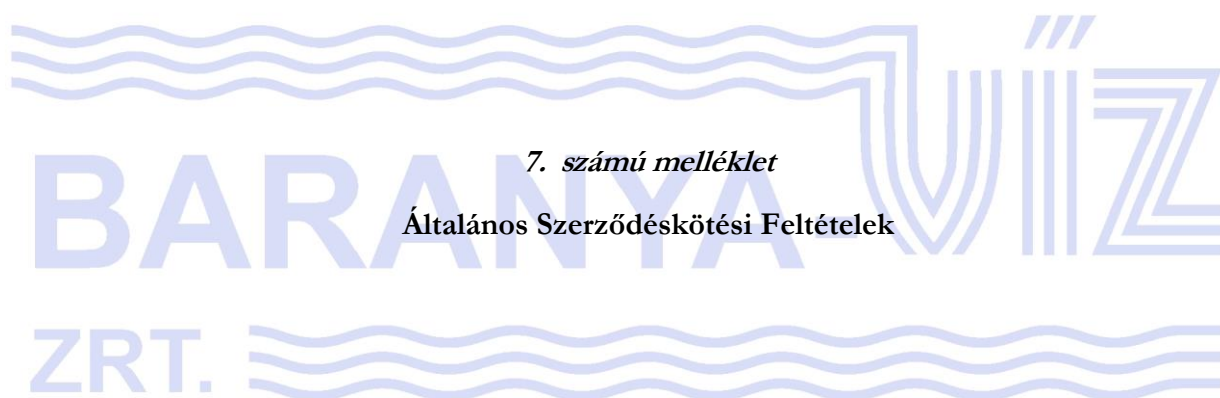 BARANYA-VÍZ
7. számú melléklet
Általános Szerződéskötési Feltételek
ZRT.